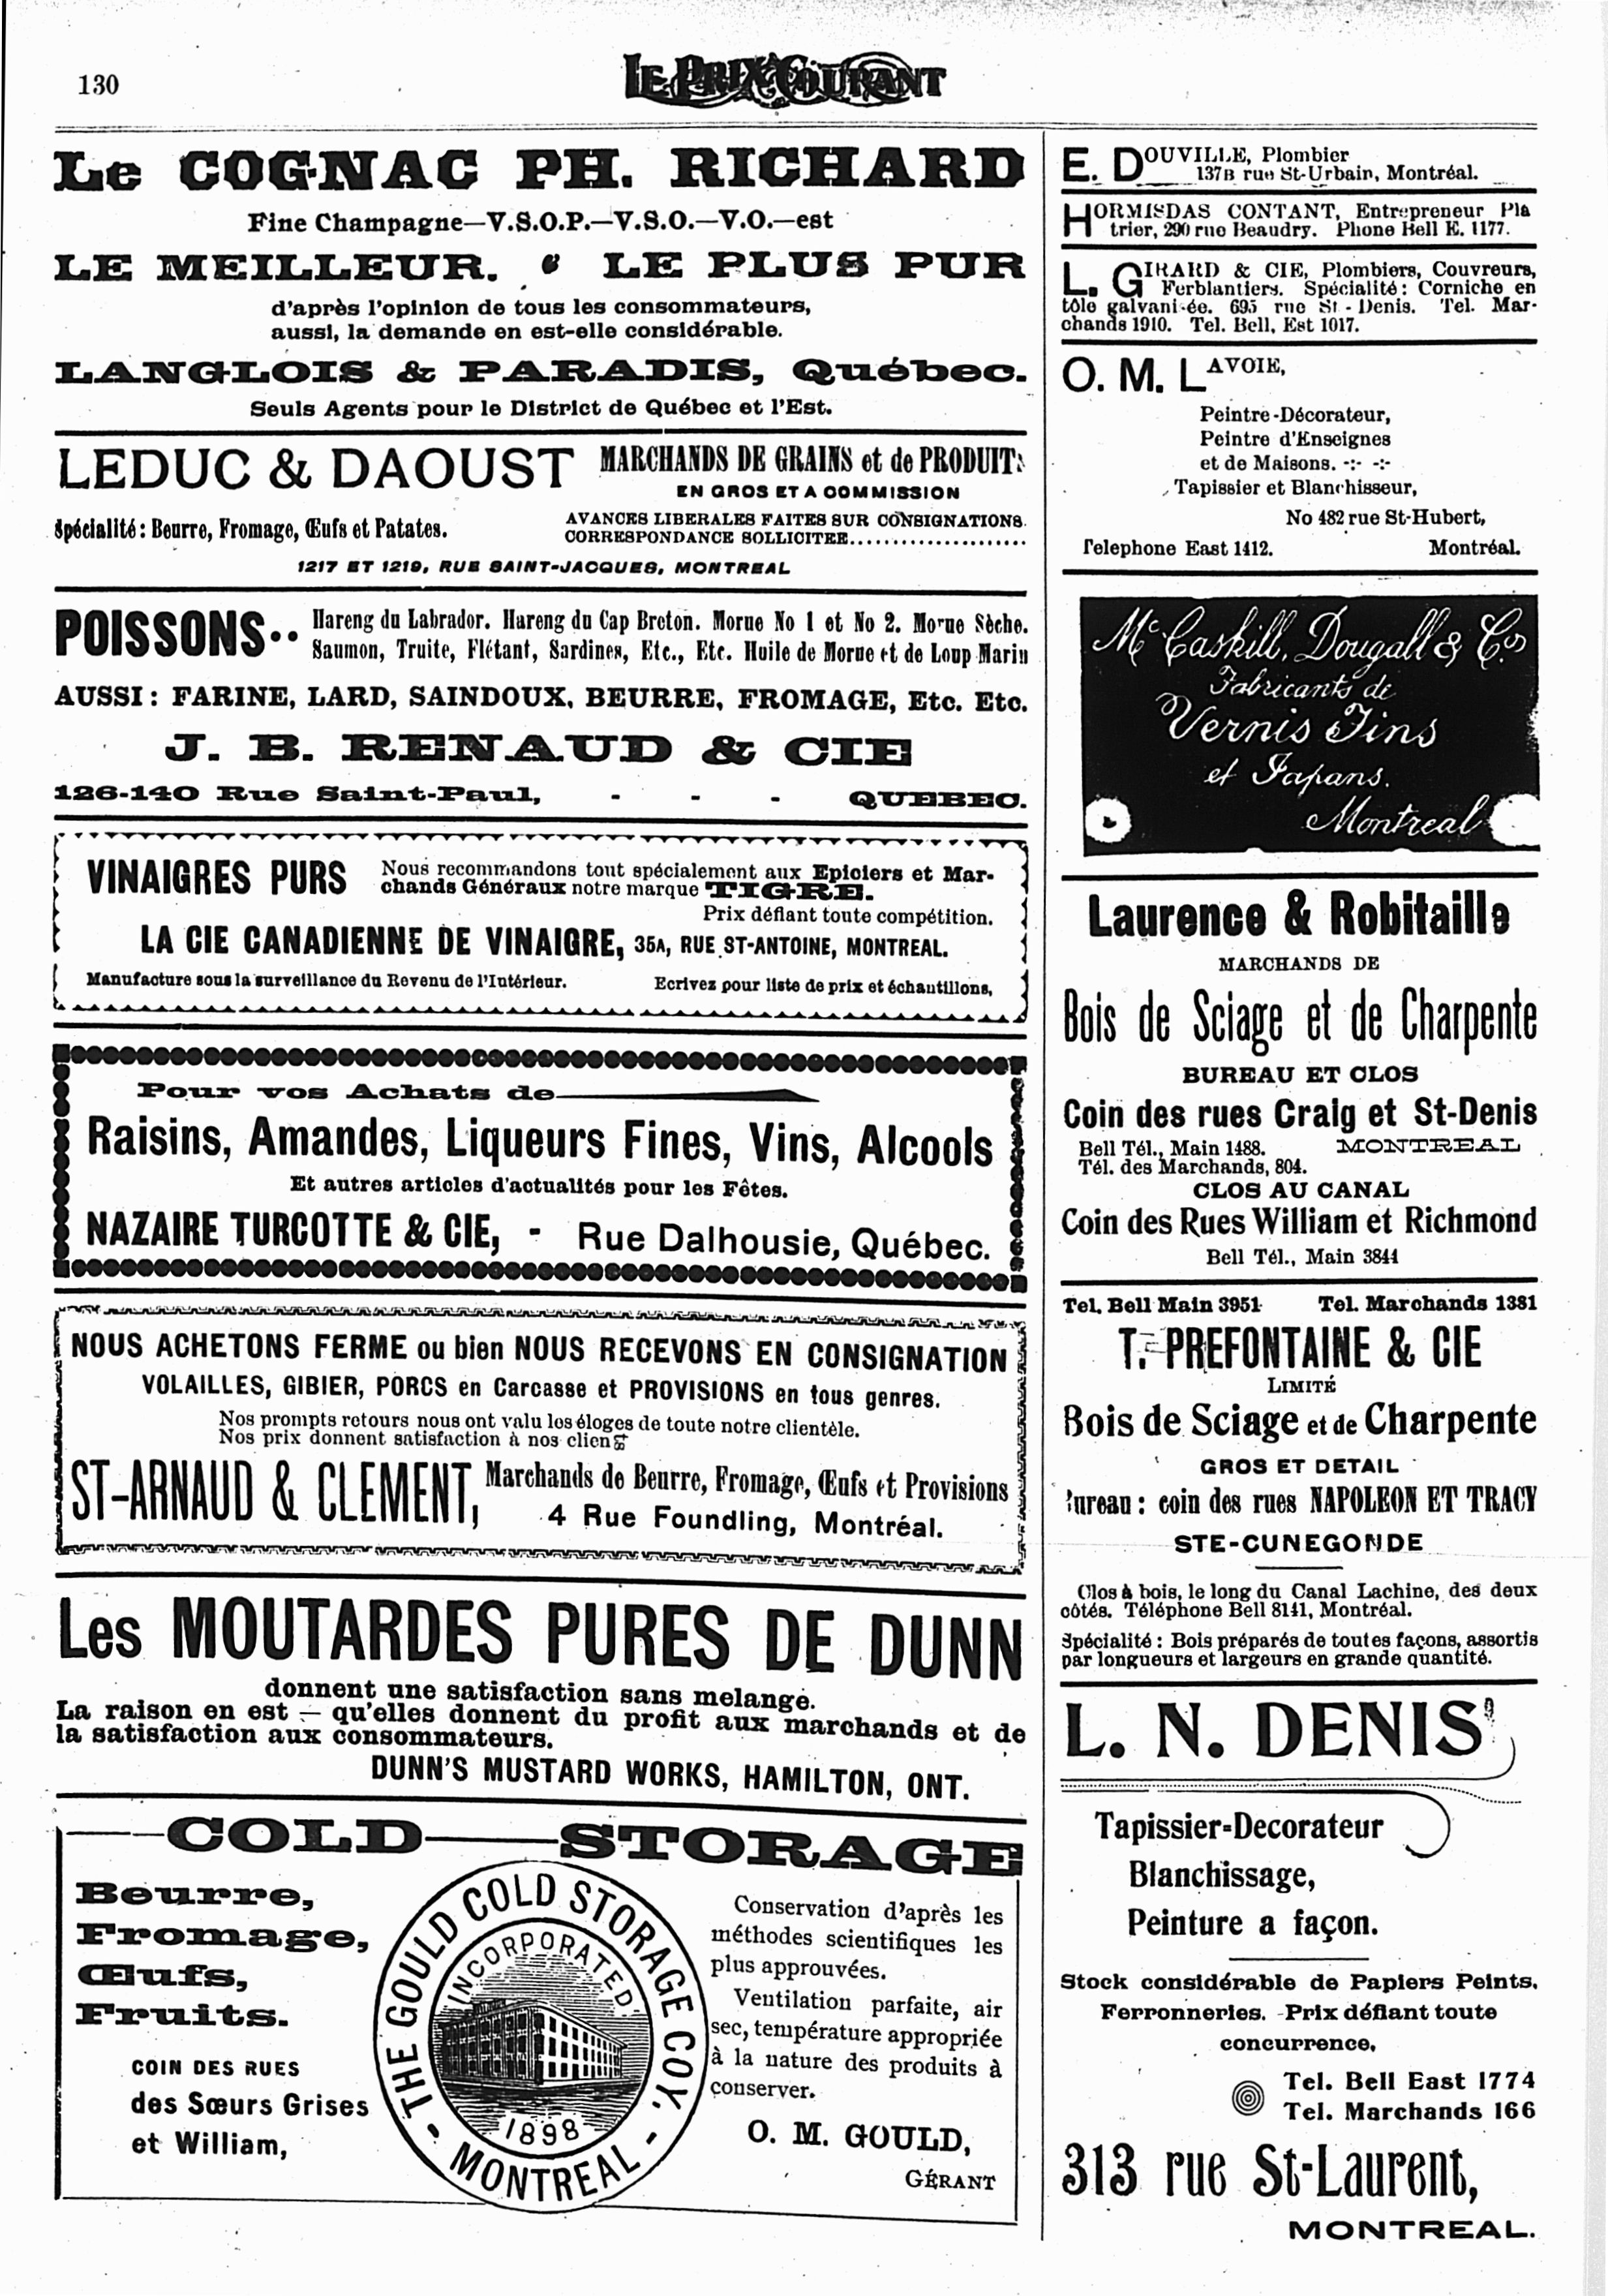 130
LE PRIX COURANT
Le COGNAC PH. RICHARD
Fine Champagne—V.S.O.P.—V.S.O.—V.O.—est
LE MEILLEUR. LE PLUS PUR
d'après l'opinion de tous les consommateurs,
aussi, la demande en est-elle considérable.
LANGLOIS & PARADIS, Québec.
Seuls Agents pour le District de Québec et l'Est.
LEDUC & DAOUST MARCHANDS DE GRAINS et de PRODUITS
EN GROS ET A COMMISSION
Spécialité: Beurre, Fromage, Œufs et Patates.
AVANCES LIBERALES FAITES SUR CONSIGNATIONS.
CORRESPONDANCE SOLLICITEE.....................
1217 ET 1219, RUE SAINT-JACQUES, MONTREAL
POISSONS·· Hareng du Labrador. Hareng du Cap Breton. Morue No 1 et No 2. Morue Sèche.
Saumon, Truite, Flétant, Sardines, Etc., Etc. Huile de Morue et de Loup Marin
AUSSI: FARINE, LARD, SAINDOUX, BEURRE, FROMAGE, Etc. Etc.
J. B. RENAUD & CIE
126-140 Rue Saint-Paul, - - - QUEBEC.
VINAIGRES PURS Nous recommandons tout spécialement aux Epiciers et Mar-
chands Généraux notre marque TIGRE.
Prix défiant toute compétition.
LA CIE CANADIENNE DE VINAIGRE, 35A, RUE ST-ANTOINE, MONTREAL.
Manufacture sous la surveillance du Revenu de l'Intérieur. Ecrivez pour liste de prix et échantillons,
Pour vos Achats de
Raisins, Amandes, Liqueurs Fines, Vins, Alcools
Et autres articles d'actualités pour les Fêtes.
NAZAIRE TURCOTTE & CIE, - Rue Dalhousie, Québec.
NOUS ACHETONS FERME ou bien NOUS RECEVONS EN CONSIGNATION
VOLAILLES, GIBIER, PORCS en Carcasse et PROVISIONS en tous genres.
Nos prompts retours nous ont valu les éloges de toute notre clientèle.
Nos prix donnent satisfaction à nos clients
ST-ARNAUD & CLEMENT, Marchands de Beurre, Fromage, Œufs et Provisions
4 Rue Foundling, Montréal.
Les MOUTARDES PURES DE DUNN
donnent une satisfaction sans melange.
La raison en est — qu'elles donnent du profit aux marchands et de
la satisfaction aux consommateurs.
DUNN'S MUSTARD WORKS, HAMILTON, ONT.
COLD STORAGE
Beurre,
Fromage,
Œufs,
Fruits.
COIN DES RUES
des Sœurs Grises
et William,
THE GOULD COLD STORAGE COY.
INCORPORATED
1898
MONTREAL
Conservation d'après les
méthodes scientifiques les
plus approuvées.
Ventilation parfaite, air
sec, température appropriée
à la nature des produits à
conserver.
O. M. GOULD,
GÉRANT
E. DOUVILLE, Plombier
137B rue St-Urbain, Montréal.
HORMISDAS CONTANT, Entrepreneur Pla
trier, 290 rue Beaudry. Phone Bell E. 1177.
L. GIRARD & CIE, Plombiers, Couvreurs,
Ferblantiers. Spécialité: Corniche en
tôle galvanisée. 695 rue St-Denis. Tel. Mar-
chands 1910. Tel. Bell, Est 1017.
O. M. LAVOIE,
Peintre-Décorateur,
Peintre d'Enseignes
et de Maisons. -:- -:-
Tapissier et Blanchisseur,
No 482 rue St-Hubert,
Telephone East 1412. Montréal.
McCaskill, Dougall & Co
Fabricants de
Vernis Fins
et Japans.
Montreal
Laurence & Robitaille
MARCHANDS DE
Bois de Sciage et de Charpente
BUREAU ET CLOS
Coin des rues Craig et St-Denis
Bell Tél., Main 1488. MONTREAL
Tél. des Marchands, 804.
CLOS AU CANAL
Coin des Rues William et Richmond
Bell Tél., Main 3844
Tel. Bell Main 3951 Tel. Marchands 1381
T. PREFONTAINE & CIE
LIMITÉ
Bois de Sciage et de Charpente
GROS ET DETAIL
Bureau: coin des rues NAPOLEON ET TRACY
STE-CUNEGONDE
Clos à bois, le long du Canal Lachine, des deux
côtés. Téléphone Bell 8141, Montréal.
Spécialité: Bois préparés de toutes façons, assortis
par longueurs et largeurs en grande quantité.
L. N. DENIS
Tapissier-Decorateur
Blanchissage,
Peinture a façon.
Stock considérable de Papiers Peints,
Ferronneries. Prix défiant toute
concurrence,
Tel. Bell East 1774
Tel. Marchands 166
313 rue St-Laurent,
MONTREAL.